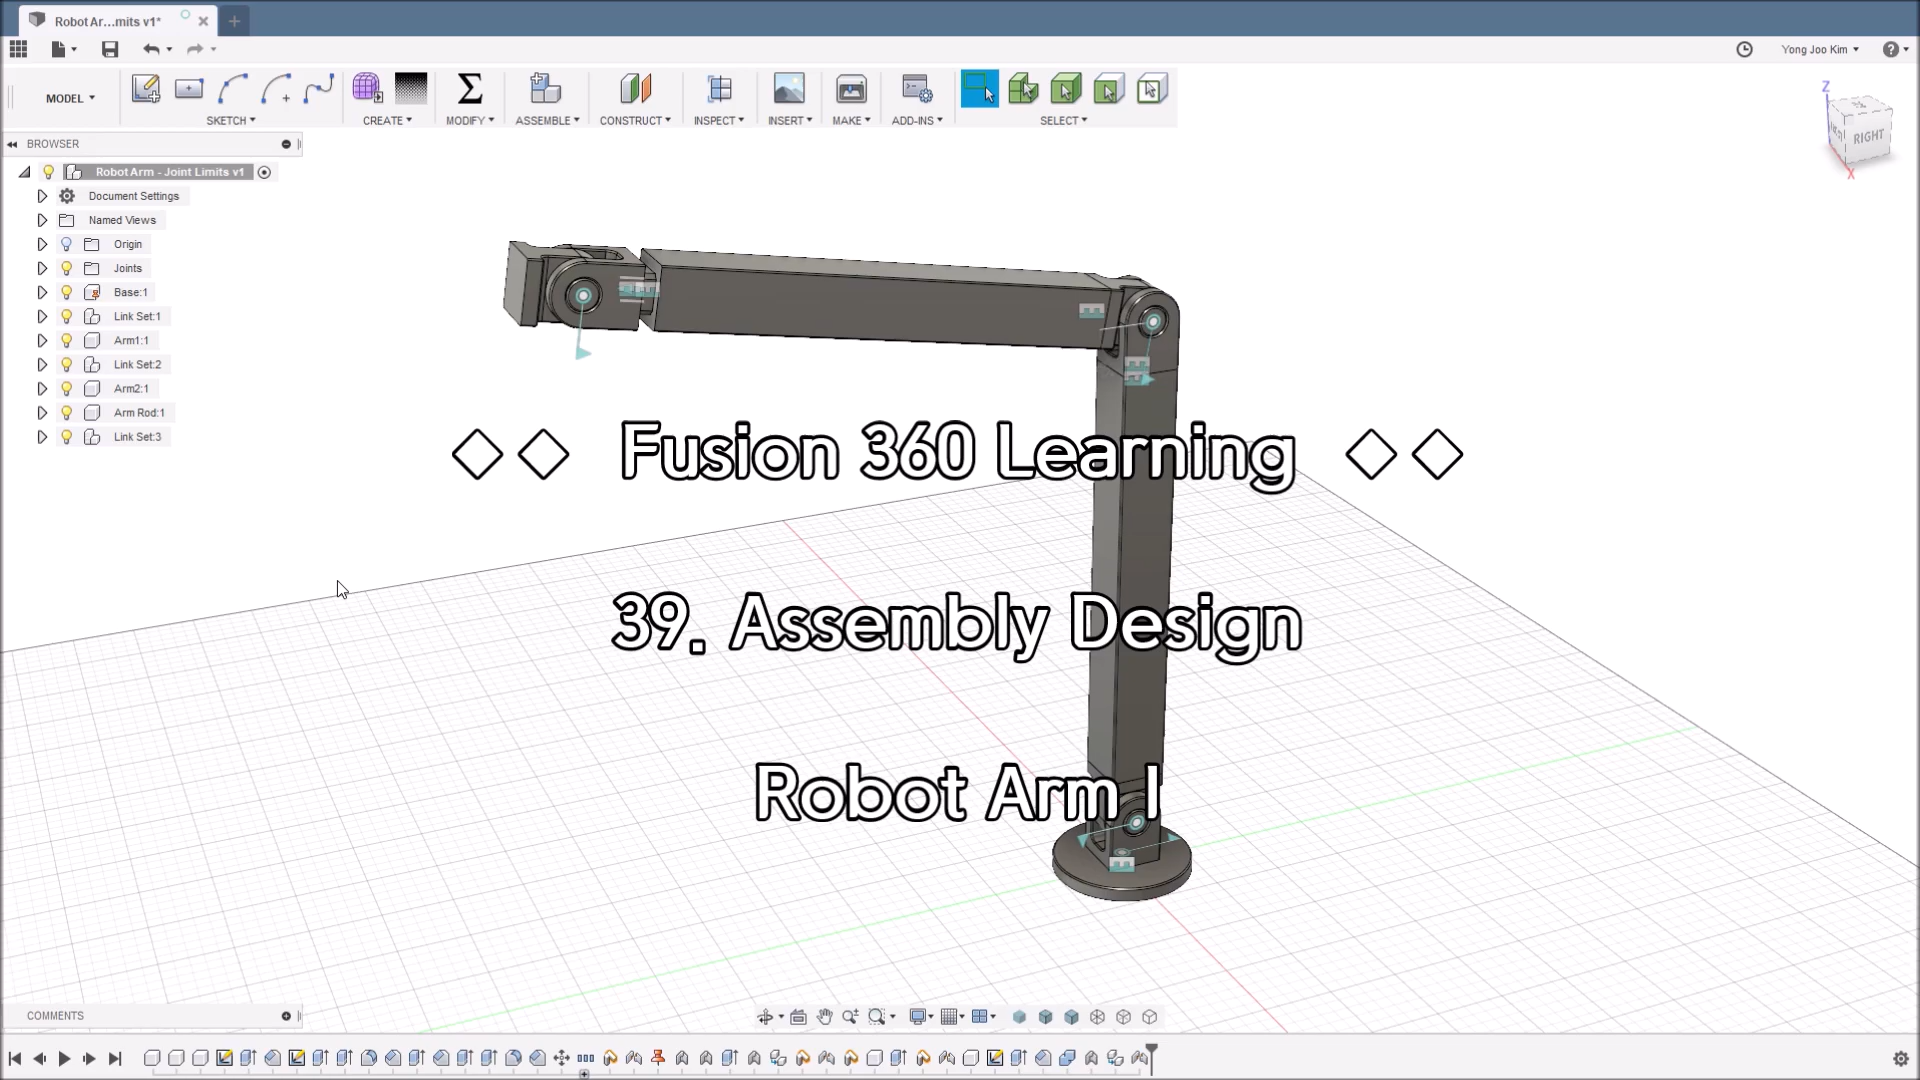 Robot Ar...mits v1*
Yong Joo Kim
MODEL
SKETCH
CREATE
MODIFY
ASSEMBLE
CONSTRUCT
INSPECT
INSERT
MAKE
ADD-INS
SELECT
Z
RIGHT
X
BROWSER
Robot Arm - Joint Limits v1
Document Settings
Named Views
Origin
Joints
Base:1
Link Set:1
Arm1:1
Link Set:2
Arm2:1
Arm Rod:1
Link Set:3
◇◇ Fusion 360 Learning ◇◇
39. Assembly Design
Robot Arm I
COMMENTS